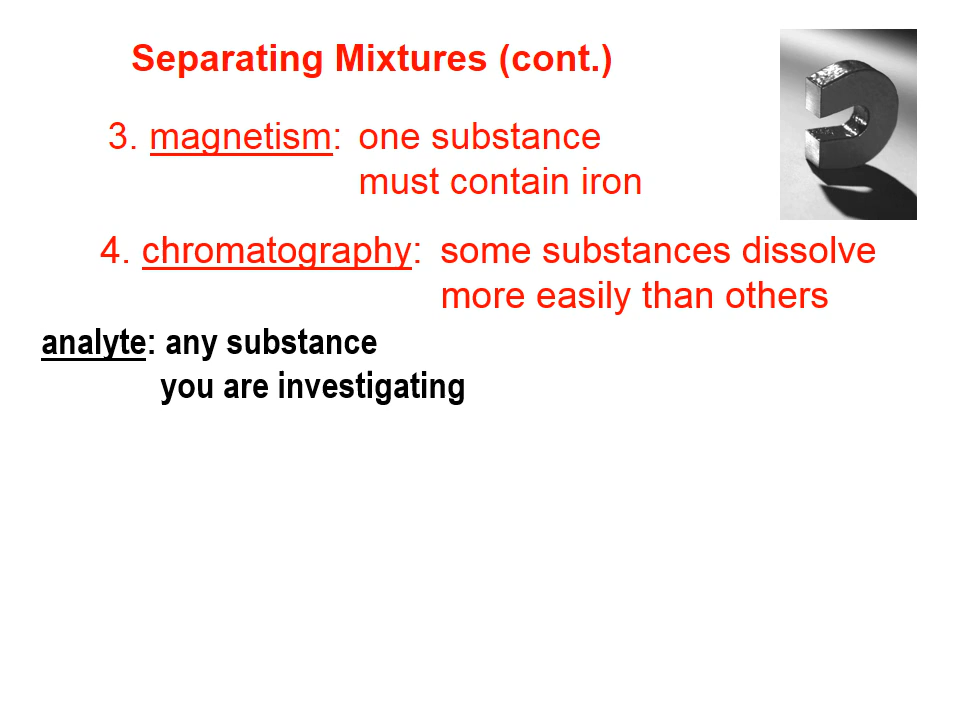 Separating Mixtures (cont.)
3. magnetism: one substance
must contain iron
4. chromatography: some substances dissolve
more easily than others
analyte: any substance
you are investigating